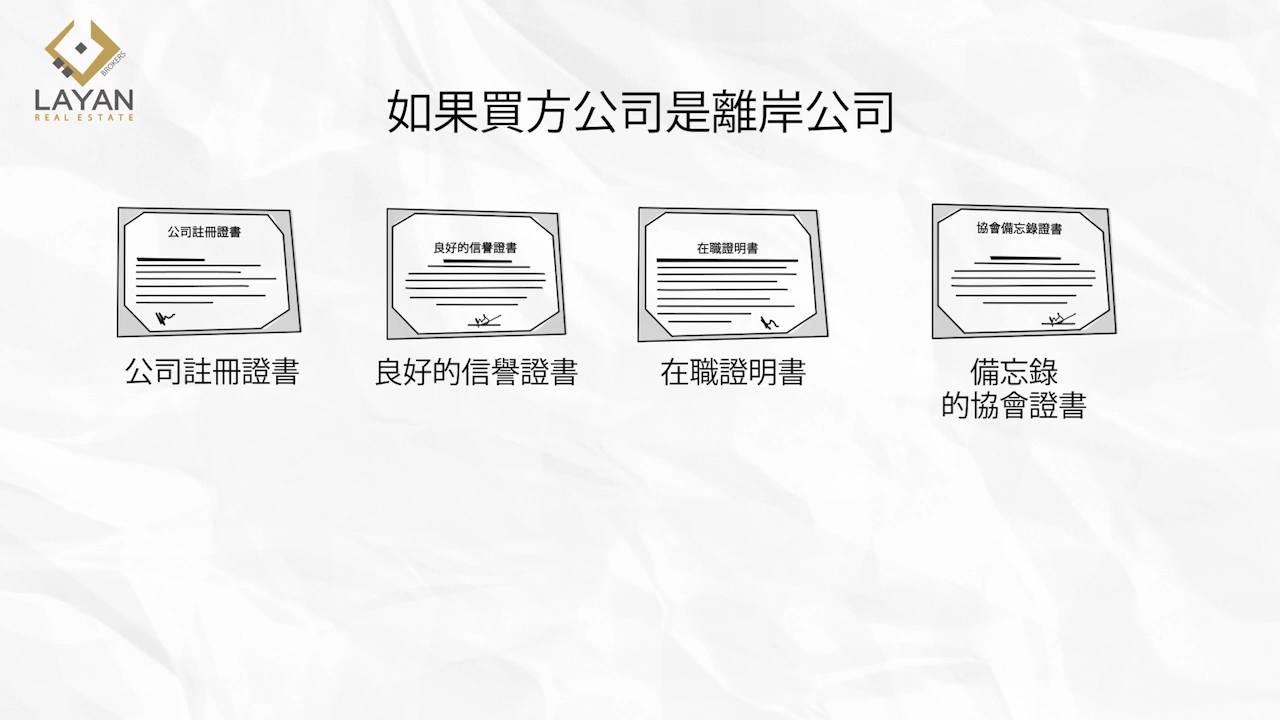 BROKERS
LAYAN
REAL ESTATE
如果買方公司是離岸公司
公司註冊證書
良好的信譽證書
在職證明書
協會備忘錄證書
公司註冊證書
良好的信譽證書
在職證明書
備忘錄
的協會證書